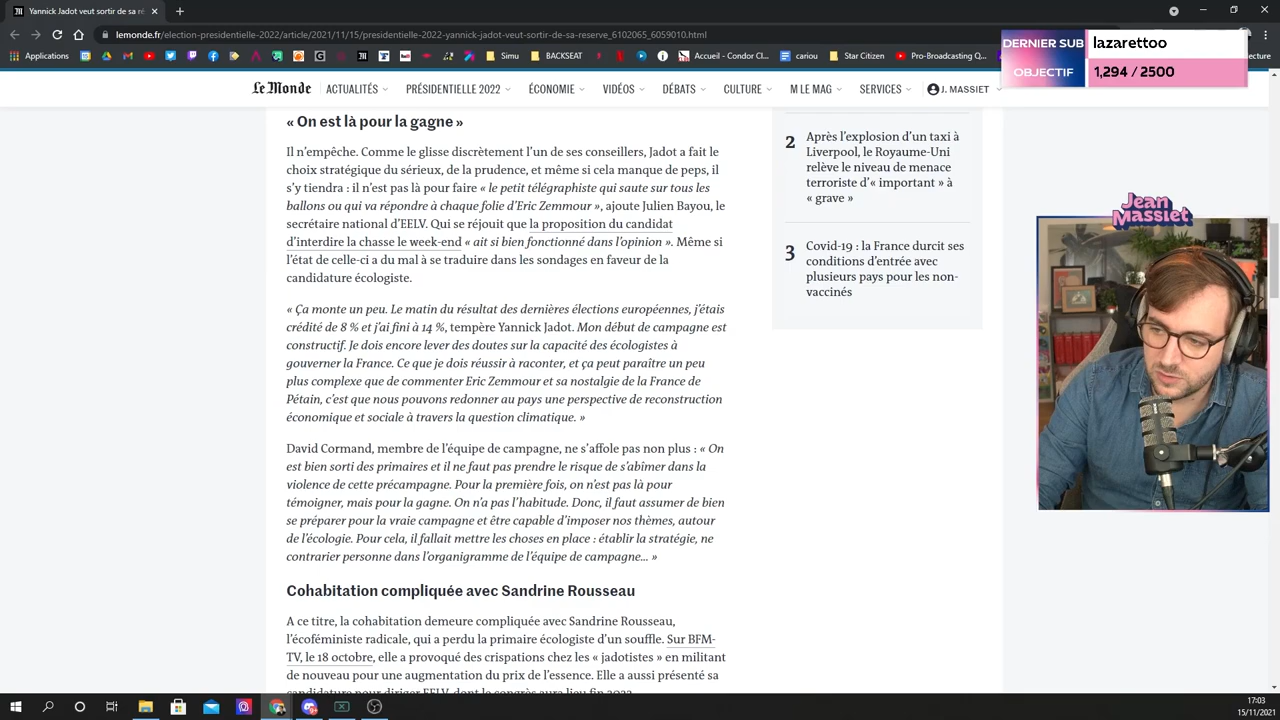 Yannick Jadot veut sortir de sa ré
lemonde.fr/election-presidentielle-2022/article/2021/11/15/presidentielle-2022-yannick-jadot-veut-sortir-de-sa-reserve_6102065_6059010.html
Applications
Simu
BACKSEAT
Accueil - Condor Cl...
cariou
Star Citizen
Pro-Broadcasting Q...
DERNIER SUB
lazarettoo
OBJECTIF
1,294 / 2500
Le Monde
ACTUALITÉS
PRÉSIDENTIELLE 2022
ÉCONOMIE
VIDÉOS
DÉBATS
CULTURE
M LE MAG
SERVICES
J. MASSIET
« On est là pour la gagne »
Il n’empêche. Comme le glisse discrètement l’un de ses conseillers, Jadot a fait le
choix stratégique du sérieux, de la prudence, et même si cela manque de peps, il
s’y tiendra : il n’est pas là pour faire « le petit télégraphiste qui saute sur tous les
ballons ou qui va répondre à chaque folie d’Eric Zemmour », ajoute Julien Bayou, le
secrétaire national d’EELV. Qui se réjouit que la proposition du candidat
d’interdire la chasse le week-end « ait si bien fonctionné dans l’opinion ». Même si
l’état de celle-ci a du mal à se traduire dans les sondages en faveur de la
candidature écologiste.
« Ça monte un peu. Le matin du résultat des dernières élections européennes, j’étais
crédité de 8 % et j’ai fini à 14 %, tempère Yannick Jadot. Mon début de campagne est
constructif. Je dois encore lever des doutes sur la capacité des écologistes à
gouverner la France. Ce que je dois réussir à raconter, et ça peut paraître un peu
plus complexe que de commenter Eric Zemmour et sa nostalgie de la France de
Pétain, c’est que nous pouvons redonner au pays une perspective de reconstruction
économique et sociale à travers la question climatique. »
David Cormand, membre de l’équipe de campagne, ne s’affole pas non plus : « On
est bien sorti des primaires et il ne faut pas prendre le risque de s’abîmer dans la
violence de cette précampagne. Pour la première fois, on n’est pas là pour
témoigner, mais pour la gagne. On n’a pas l’habitude. Donc, il faut assumer de bien
se préparer pour la vraie campagne et être capable d’imposer nos thèmes, autour
de l’écologie. Pour cela, il fallait mettre les choses en place : établir la stratégie, ne
contrarier personne dans l’organigramme de l’équipe de campagne... »
Cohabitation compliquée avec Sandrine Rousseau
A ce titre, la cohabitation demeure compliquée avec Sandrine Rousseau,
l’écoféministe radicale, qui a perdu la primaire écologiste d’un souffle. Sur BFM-
TV, le 18 octobre, elle a provoqué des crispations chez les « jadotistes » en militant
de nouveau pour une augmentation du prix de l’essence. Elle a aussi présenté sa
candidature pour diriger EELV, dont le congrès aura lieu fin 2022.
2
Après l’explosion d’un taxi à
Liverpool, le Royaume-Uni
relève le niveau de menace
terroriste d’« important » à
« grave »
3
Covid-19 : la France durcit ses
conditions d’entrée avec
plusieurs pays pour les non-
vaccinés
Jean
Massiet
17:03
15/11/2021